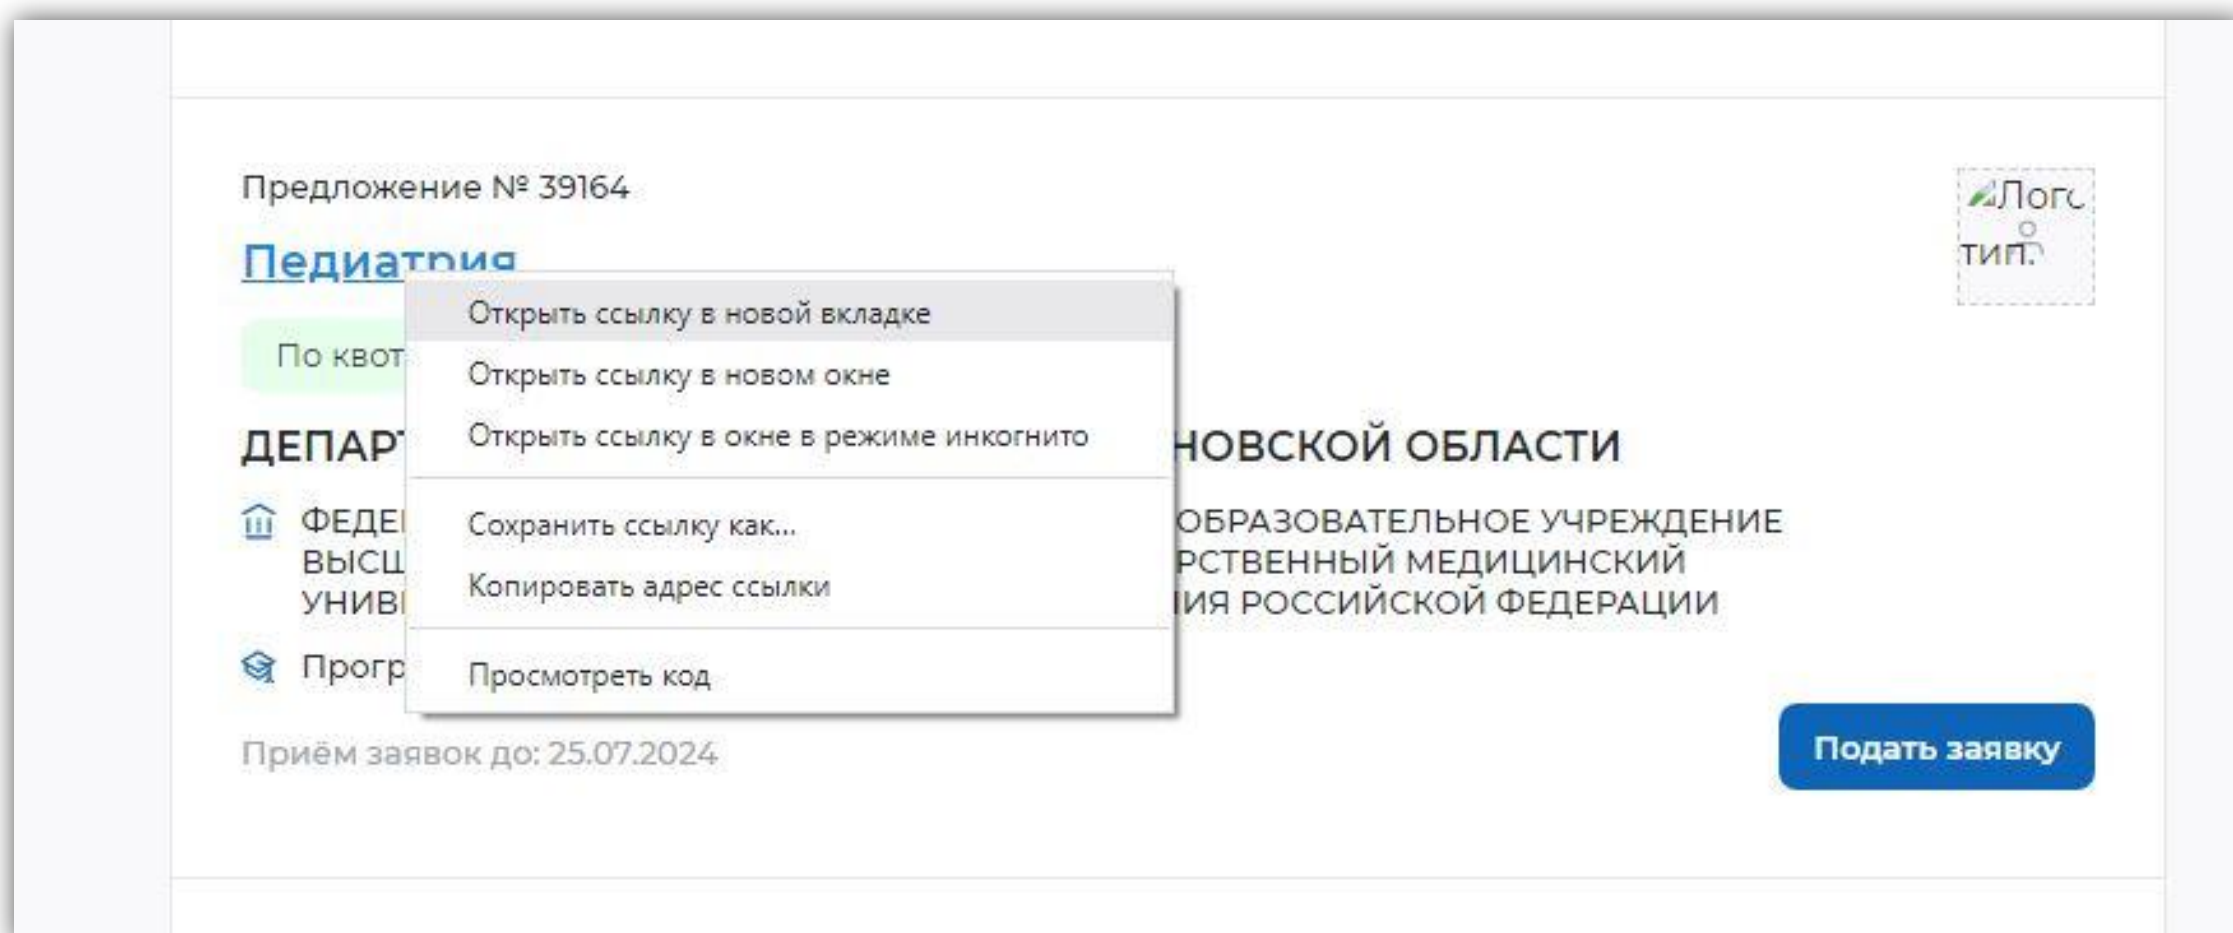 Предложение № 39164
Лого
тип.
Педиатрия
Открыть ссылку в новой вкладке
По квот
Открыть ссылку в новом окне
Открыть ссылку в окне в режиме инкогнито
ДЕПАР НОВСКОЙ ОБЛАСТИ
ФЕДЕ ОБРАЗОВАТЕЛЬНОЕ УЧРЕЖДЕНИЕ
Сохранить ссылку как...
ВЫСШ РСТВЕННЫЙ МЕДИЦИНСКИЙ
Копировать адрес ссылки
УНИВ ИЯ РОССИЙСКОЙ ФЕДЕРАЦИИ
Прогр
Просмотреть код
Приём заявок до: 25.07.2024
Подать заявку